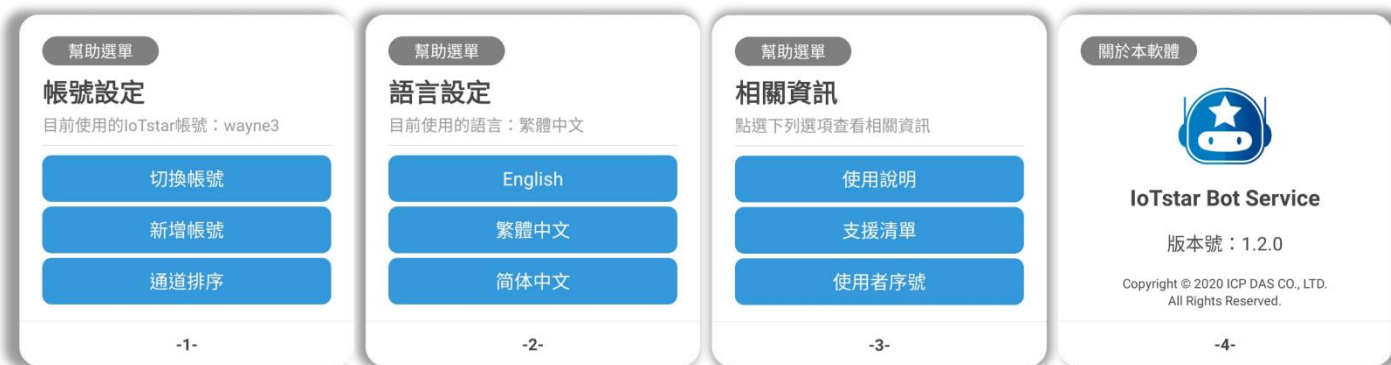 幫助選單
帳號設定
目前使用的IoTstar帳號：wayne3
切換帳號
新增帳號
通道排序
-1-
幫助選單
語言設定
目前使用的語言：繁體中文
English
繁體中文
简体中文
-2-
幫助選單
相關資訊
點選下列選項查看相關資訊
使用說明
支援清單
使用者序號
-3-
關於本軟體
IoTstar Bot Service
版本號：1.2.0
Copyright © 2020 ICP DAS CO., LTD.
All Rights Reserved.
-4-